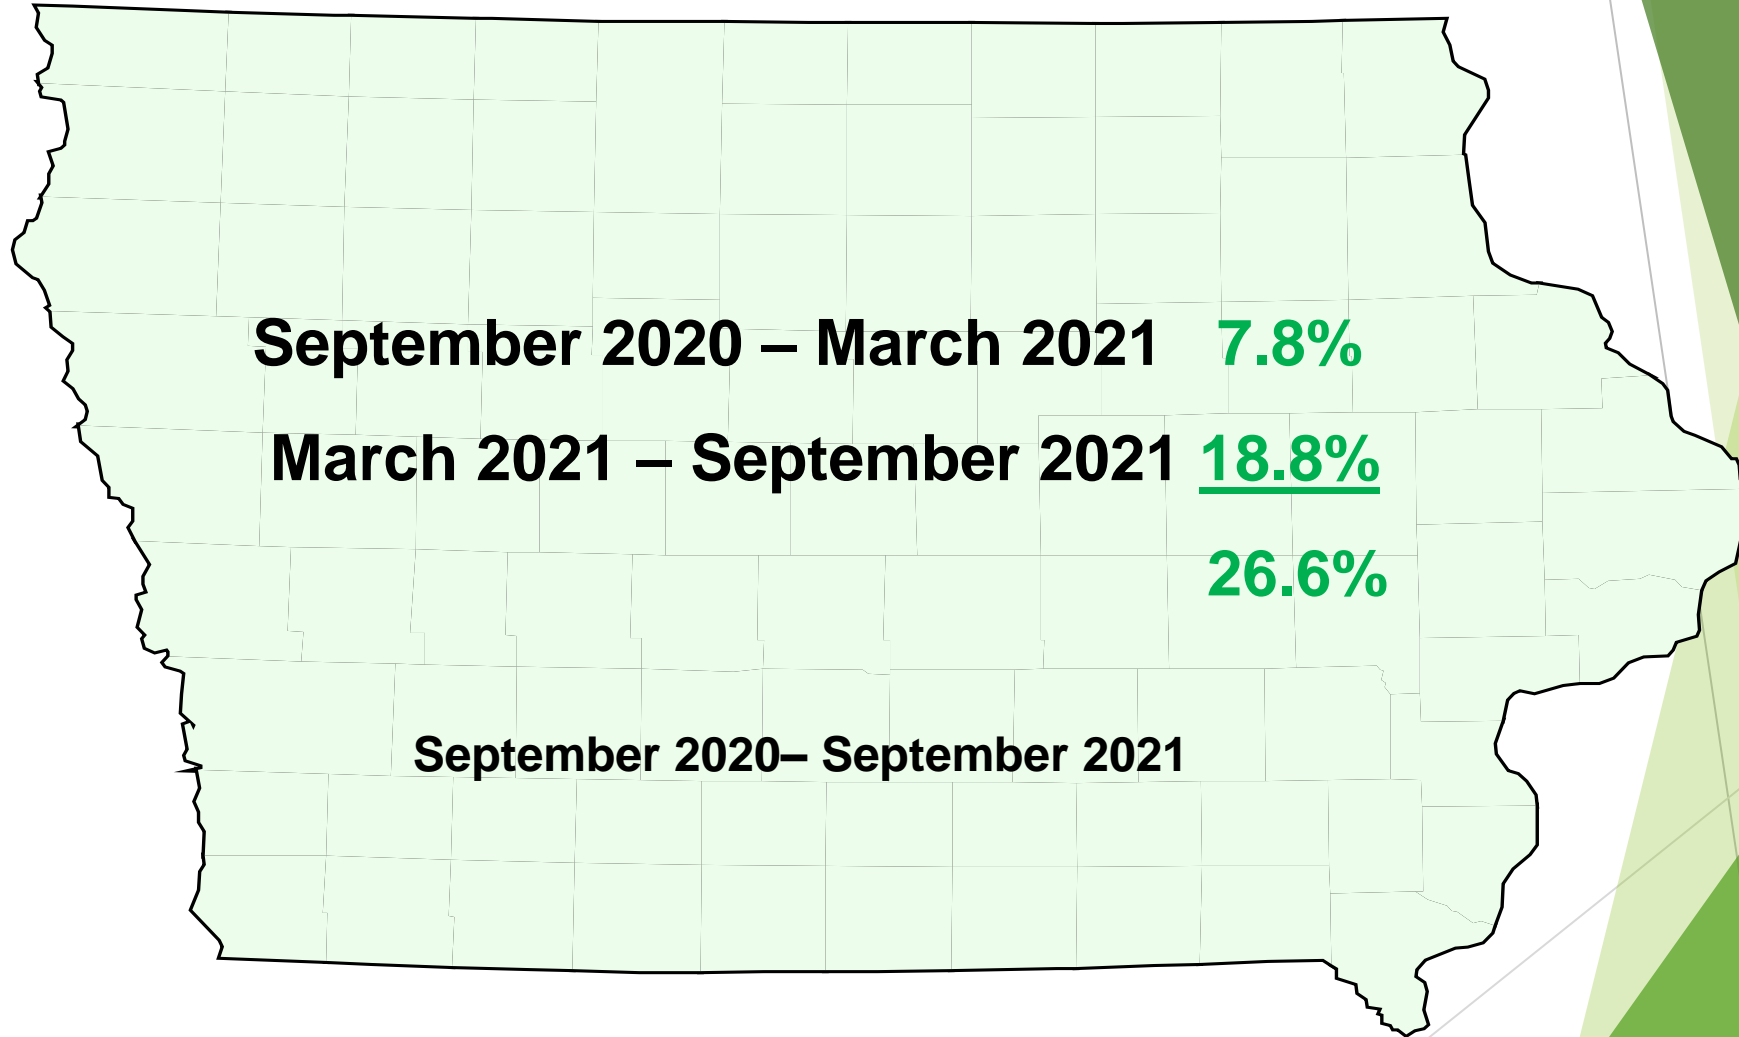 September 2020 – March 2021 7.8%
March 2021 – September 2021 18.8%
26.6%
September 2020– September 2021